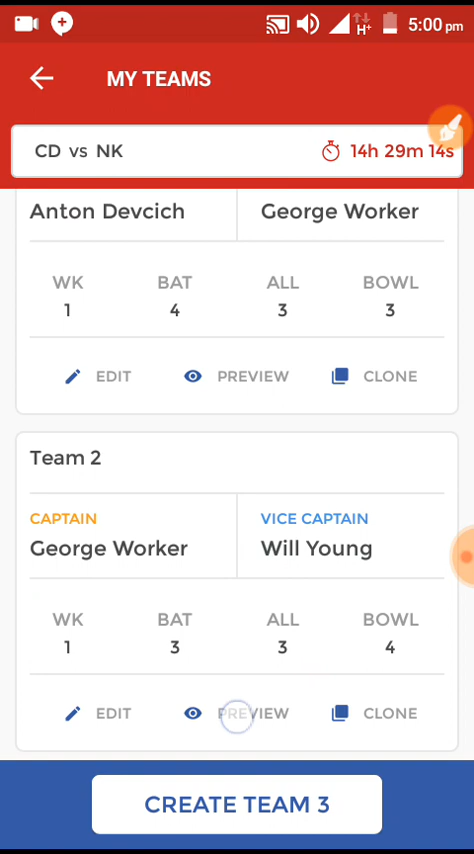 H+ 5:00 pm
MY TEAMS
CD vs NK 14h 29m 14s
Anton Devcich George Worker
WK BAT ALL BOWL
1 4 3 3
EDIT PREVIEW CLONE
Team 2
CAPTAIN VICE CAPTAIN
George Worker Will Young
WK BAT ALL BOWL
1 3 3 4
EDIT PREVIEW CLONE
CREATE TEAM 3